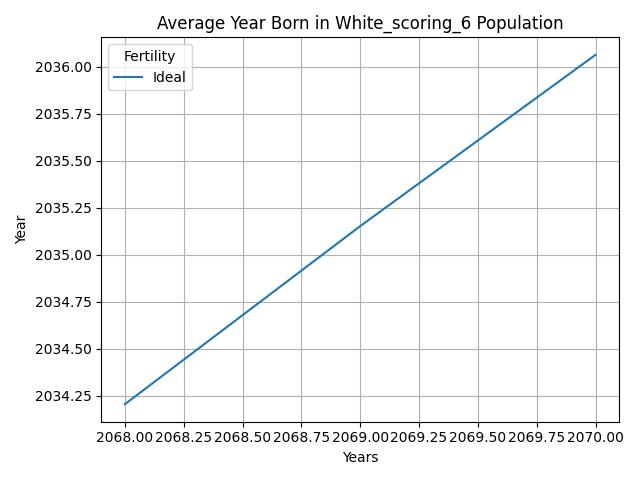 Average Year Born in White_scoring_6 Population
Fertility
Ideal
2036.00
2035.75
2035.50
2035.25
2035.00
2034.75
2034.50
2034.25
Year
2068.00 2068.25 2068.50 2068.75 2069.00 2069.25 2069.50 2069.75 2070.00
Years